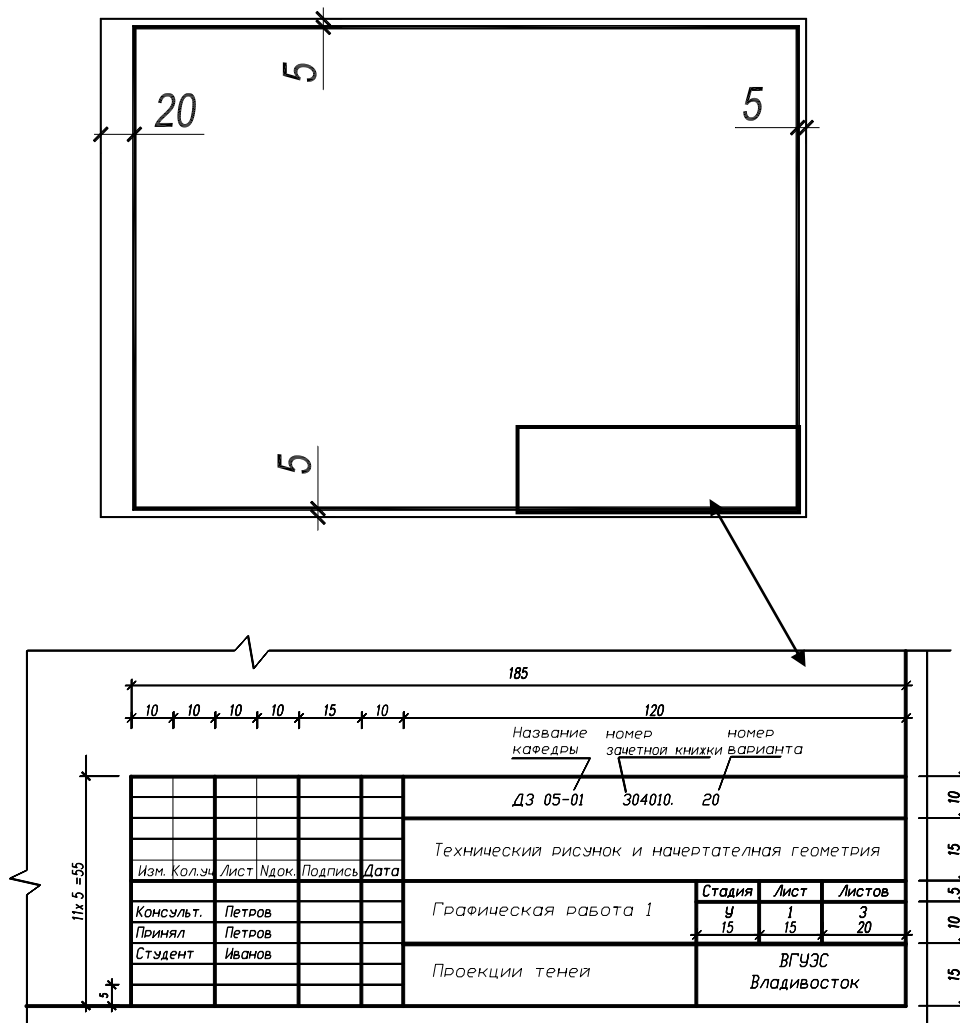 5
20
5
5
185
10 10 10 10 15 10 120
Название номер номер
кафедры зачетной книжки варианта
ДЗ 05-01 304010. 20
10
Технический рисунок и начертателная геометрия
15
Изм. Кол.уч Лист Nдок. Подпись Дата
11x 5 =55
Стадия Лист Листов
5
Консульт. Петров
Графическая работа 1
У 1 3
10
Принял Петров
15 15 20
Студент Иванов
Проекции теней
ВГУЭС
Владивосток
15
5